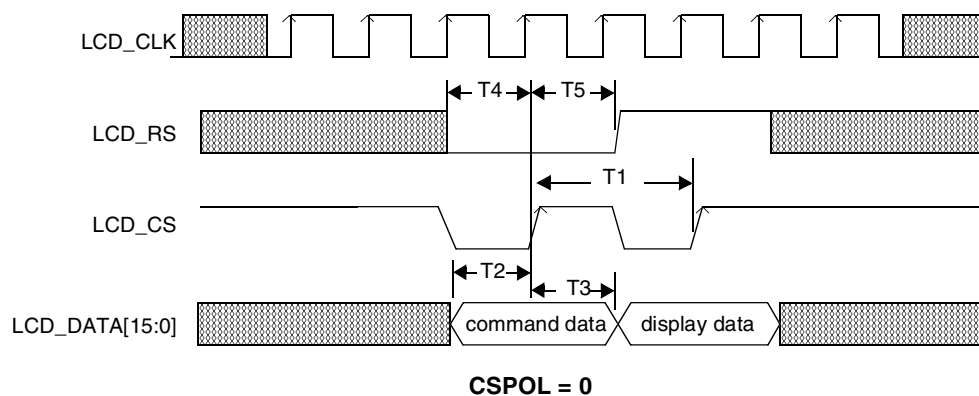 LCD_CLK
T4
T5
LCD_RS
T1
LCD_CS
T2
T3
LCD_DATA[15:0]
command data
display data
CSPOL = 0